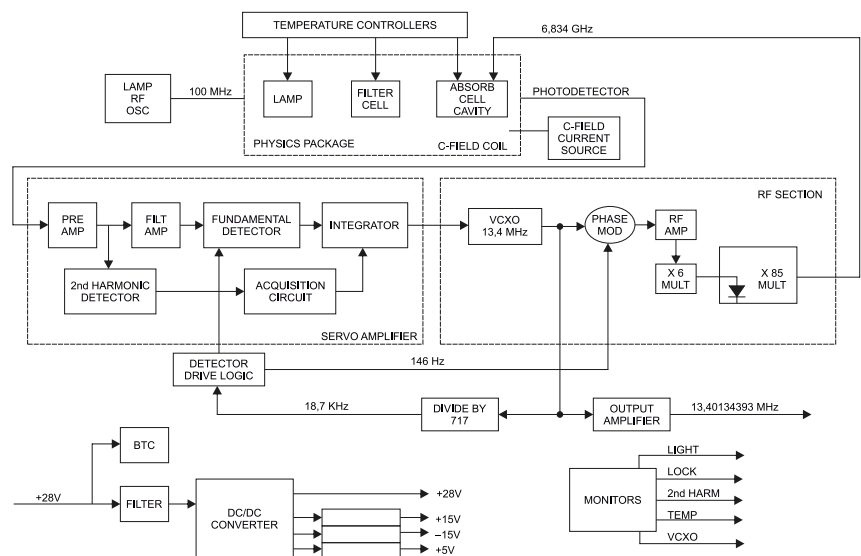 TEMPERATURE CONTROLLERS
6,834 GHz
LAMP
RF
OSC
100 MHz
LAMP
FILTER
CELL
ABSORB
CELL
CAVITY
PHOTODETECTOR
PHYSICS PACKAGE
C-FIELD COIL
C-FIELD
CURRENT
SOURCE
RF SECTION
PRE
AMP
FILT
AMP
FUNDAMENTAL
DETECTOR
INTEGRATOR
VCXO
13,4 MHz
PHASE
MOD
RF
AMP
2nd HARMONIC
DETECTOR
ACQUISITION
CIRCUIT
X 6
MULT
X 85
MULT
SERVO AMPLIFIER
DETECTOR
DRIVE LOGIC
146 Hz
18,7 KHz
DIVIDE BY
717
OUTPUT
AMPLIFIER
13,40134393 MHz
BTC
+28V
FILTER
DC/DC
CONVERTER
+28V
+15V
–15V
+5V
MONITORS
LIGHT
LOCK
2nd HARM
TEMP
VCXO